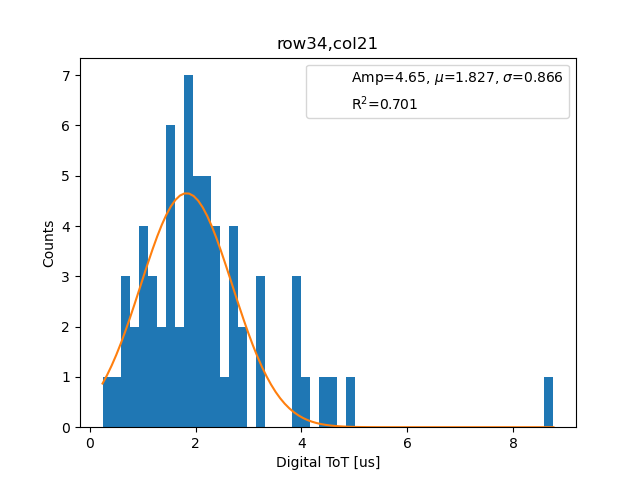 row34,col21
Amp=4.65, μ=1.827, σ=0.866
R²=0.701
7
6
5
4
3
2
1
0
Counts
0 2 4 6 8
Digital ToT [us]